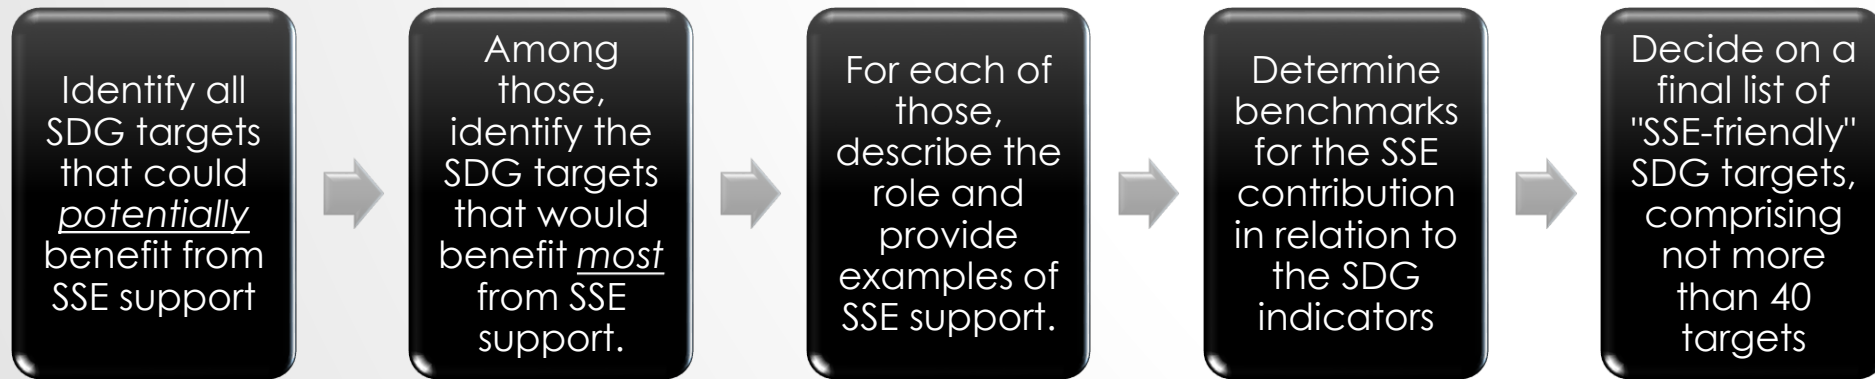 Identify all
SDG targets
that could
potentially
benefit from
SSE support
Among
those,
identify the
SDG targets
that would
benefit most
from SSE
support.
For each of
those,
describe the
role and
provide
examples of
SSE support.
Determine
benchmarks
for the SSE
contribution
in relation to
the SDG
indicators
Decide on a
final list of
"SSE-friendly"
SDG targets,
comprising
not more
than 40
targets